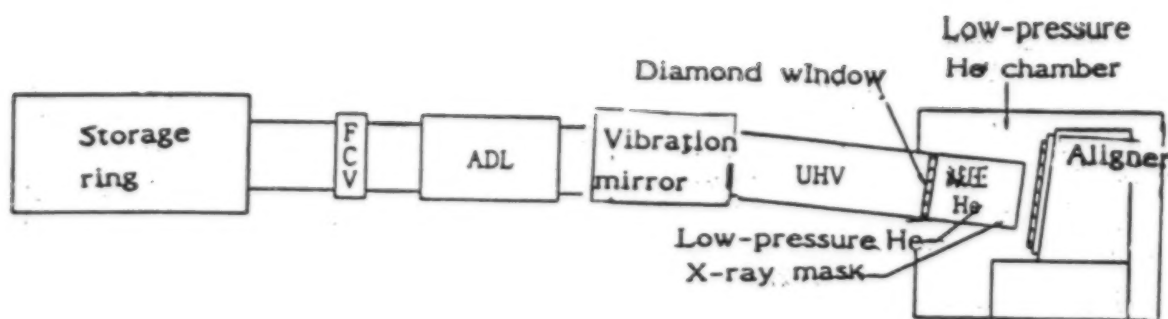 Low-pressure
He chamber
Diamond window
Storage
ring
F
C
V
ADL
Vibration
mirror
UHV
He
Aligner
Low-pressure He
X-ray mask